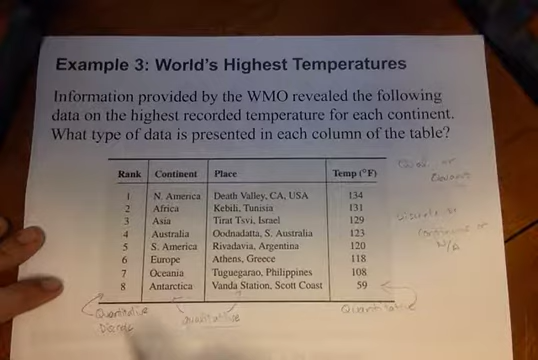 Example 3: World's Highest Temperatures
Information provided by the WMO revealed the following
data on the highest recorded temperature for each continent.
What type of data is presented in each column of the table?
Rank Continent Place Temp (°F)
1 N. America Death Valley, CA, USA 134
2 Africa Kebili, Tunisia 131
3 Asia Tirat Tsvi, Israel 129
4 Australia Oodnadatta, S. Australia 123
5 S. America Rivadavia, Argentina 120
6 Europe Athens, Greece 118
7 Oceania Tuguegarao, Philippines 108
8 Antarctica Vanda Station, Scott Coast 59
or
N/A
Quantitative
qualitative
Quantitative